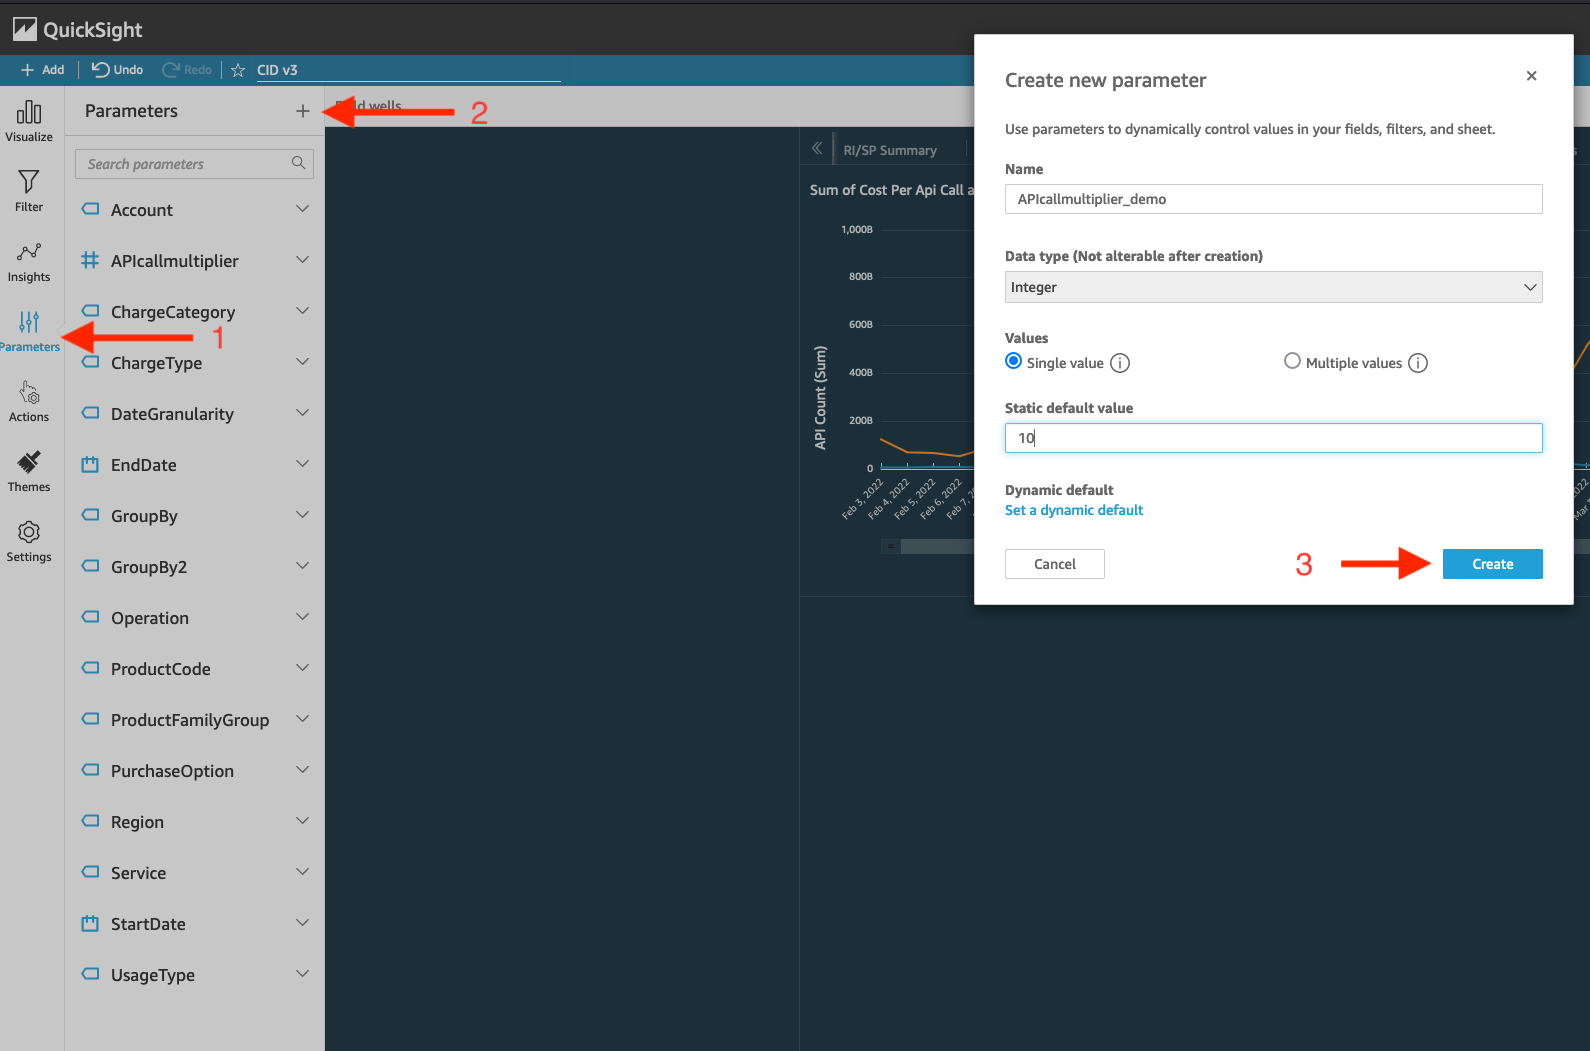 QuickSight
Add
Undo
Redo
CID v3
Visualize
Filter
Insights
Parameters
Actions
Themes
Settings
Parameters
2
Search parameters
Account
APIcallmultiplier
ChargeCategory
1
ChargeType
DateGranularity
EndDate
GroupBy
GroupBy2
Operation
ProductCode
ProductFamilyGroup
PurchaseOption
Region
Service
StartDate
UsageType
wells
RI/SP Summary
Sum of Cost Per Api Call a
API Count (Sum)
1,000B
800B
600B
400B
200B
0
Feb 3, 2022
Feb 4, 2022
Feb 5, 2022
Feb 6, 2022
Feb 7, 2
Create new parameter
Use parameters to dynamically control values in your fields, filters, and sheet.
Name
APIcallmultiplier_demo
Data type (Not alterable after creation)
Integer
Values
Single value
Multiple values
Static default value
10
Dynamic default
Set a dynamic default
Cancel
3
Create